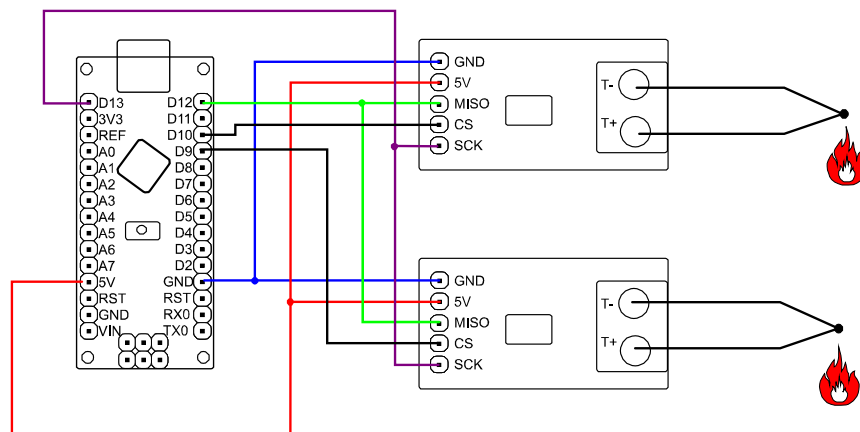 D13
3V3
REF
A0
A1
A2
A3
A4
A5
A6
A7
5V
RST
GND
VIN
D12
D11
D10
D9
D8
D7
D6
D5
D4
D3
D2
GND
RST
RX0
TX0
GND
5V
MISO
CS
SCK
T-
T+
GND
5V
MISO
CS
SCK
T-
T+